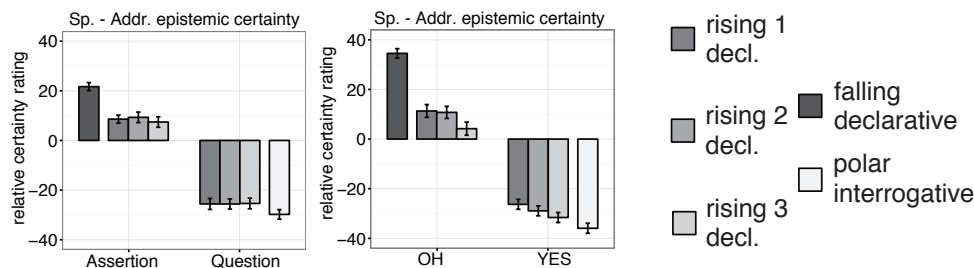 Sp. - Addr. epistemic certainty
relative certainty rating
40
20
0
−20
−40
Assertion Question
Sp. - Addr. epistemic certainty
relative certainty rating
40
20
0
−20
−40
OH YES
rising 1
decl.
rising 2
decl.
rising 3
decl.
falling
declarative
polar
interrogative